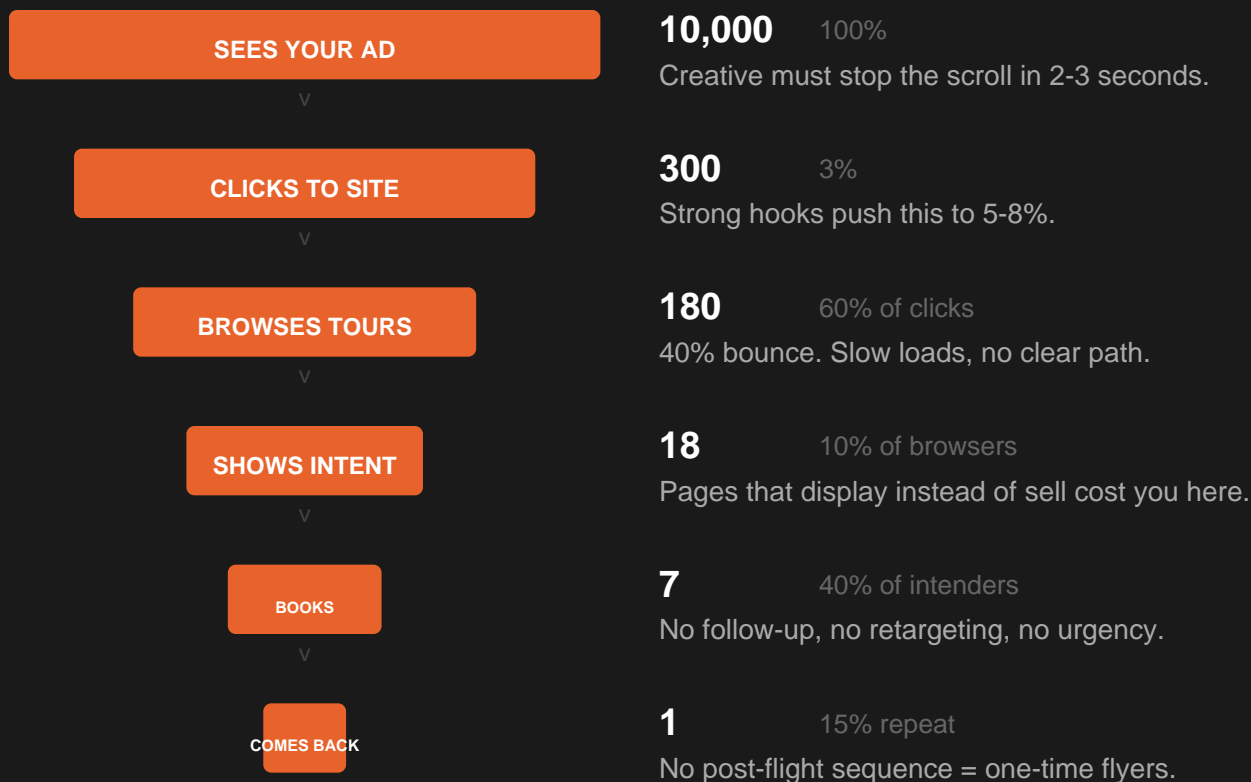 SEES YOUR AD
10,000 100%
Creative must stop the scroll in 2-3 seconds.
v
CLICKS TO SITE
300 3%
Strong hooks push this to 5-8%.
v
BROWSES TOURS
180 60% of clicks
40% bounce. Slow loads, no clear path.
v
SHOWS INTENT
18 10% of browsers
Pages that display instead of sell cost you here.
v
BOOKS
7 40% of intenders
No follow-up, no retargeting, no urgency.
v
COMES BACK
1 15% repeat
No post-flight sequence = one-time flyers.